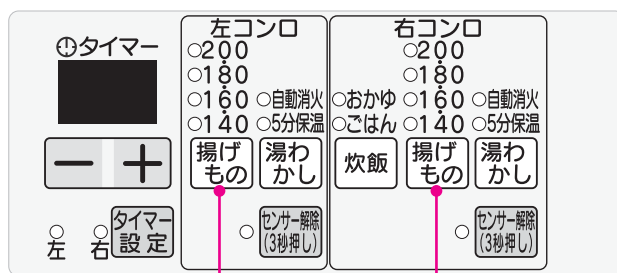 タイマー
− +
○左 ○右 タイマー設定
左コンロ
○200
○180
○160 ○自動消火
○140 ○5分保温
揚げもの 湯わかし
○ センサー解除(3秒押し)
右コンロ
○200
○180
○おかゆ ○160 ○自動消火
○ごはん ○140 ○5分保温
炊飯 揚げもの 湯わかし
○ センサー解除(3秒押し)